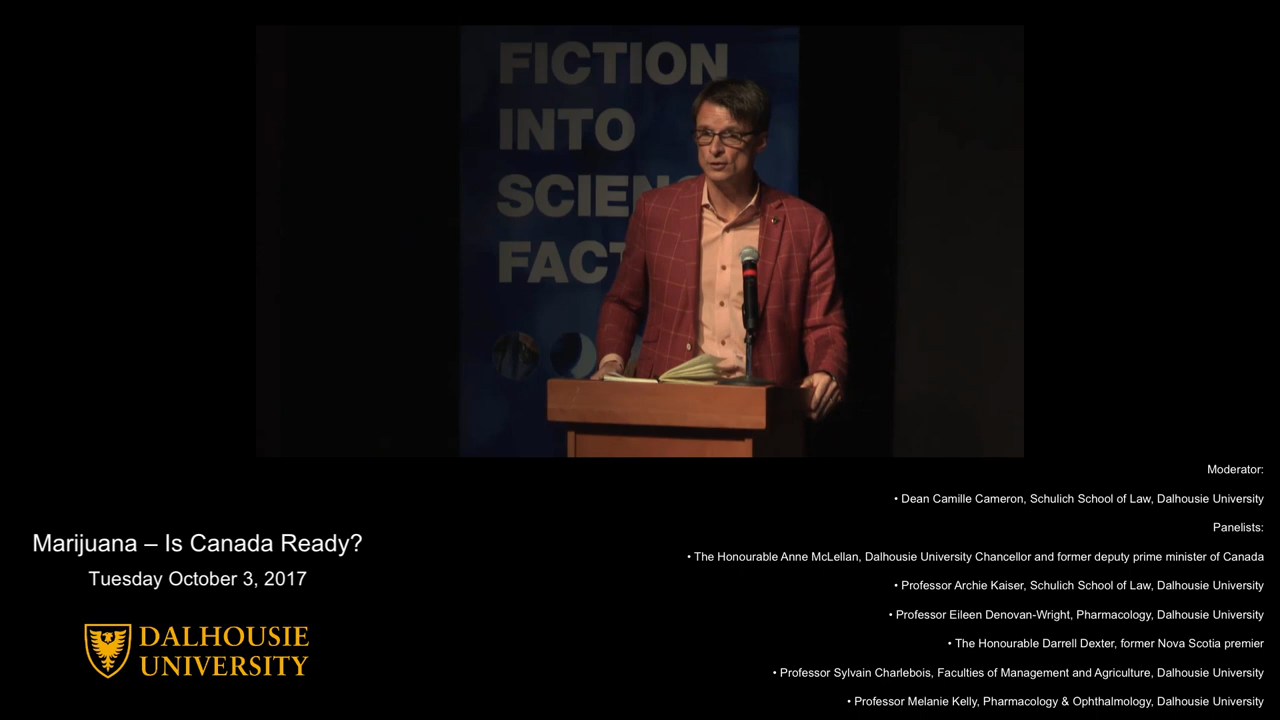 FICTION
INTO
SCIENC
FACT
Moderator:
• Dean Camille Cameron, Schulich School of Law, Dalhousie University
Panelists:
• The Honourable Anne McLellan, Dalhousie University Chancellor and former deputy prime minister of Canada
• Professor Archie Kaiser, Schulich School of Law, Dalhousie University
• Professor Eileen Denovan-Wright, Pharmacology, Dalhousie University
• The Honourable Darrell Dexter, former Nova Scotia premier
• Professor Sylvain Charlebois, Faculties of Management and Agriculture, Dalhousie University
• Professor Melanie Kelly, Pharmacology & Ophthalmology, Dalhousie University
Marijuana – Is Canada Ready?
Tuesday October 3, 2017
DALHOUSIE
UNIVERSITY